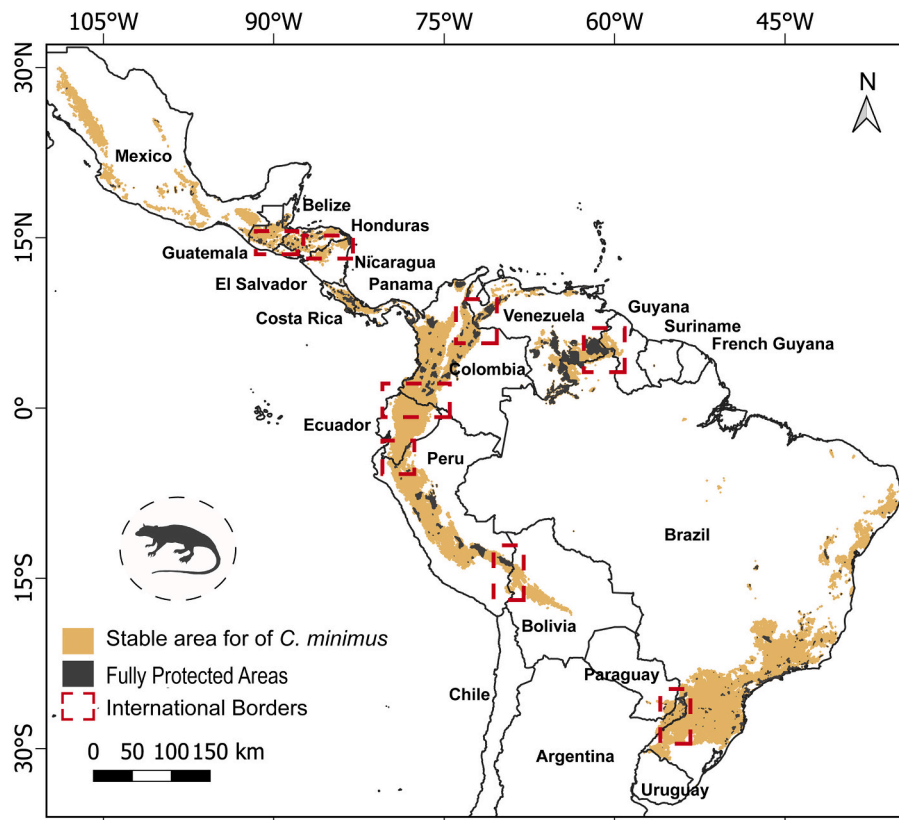 105°W 90°W 75°W 60°W 45°W
30°N
N
Mexico
15°N
Belize
Honduras
Guatemala
Nicaragua
El Salvador
Panama
Costa Rica
Venezuela
Guyana
Suriname
French Guyana
Colombia
0°
Ecuador
Peru
Brazil
15°S
Bolivia
Stable area for of C. minimus
Fully Protected Areas
Paraguay
Chile
International Borders
0 50 100 150 km
30°S
Argentina
Uruguay